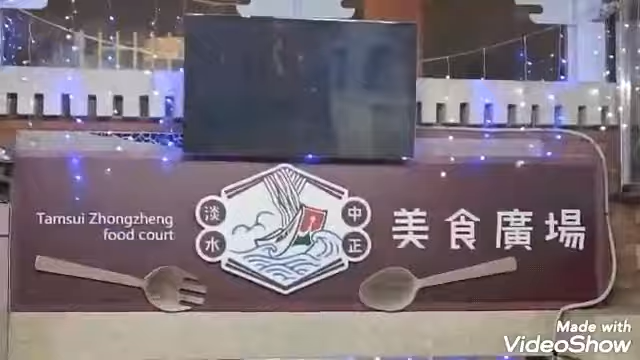 Tamsui Zhongzheng
food court
淡水
中正
美食廣場
Made with
VideoShow